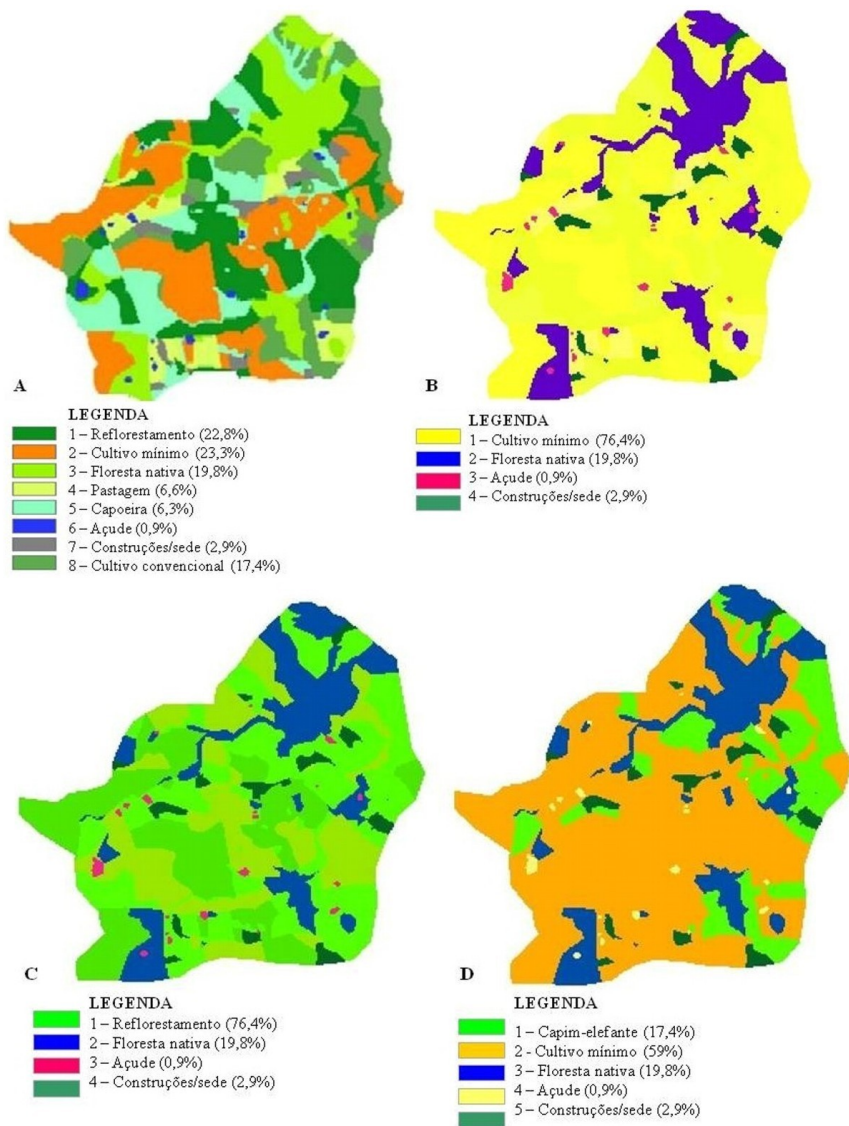 A
LEGENDA
1 – Reflorestamento (22,8%)
2 – Cultivo mínimo (23,3%)
3 – Floresta nativa (19,8%)
4 – Pastagem (6,6%)
5 – Capoeira (6,3%)
6 – Açude (0,9%)
7 – Construções/sede (2,9%)
8 – Cultivo convencional (17,4%)
B
LEGENDA
1 – Cultivo mínimo (76,4%)
2 – Floresta nativa (19,8%)
3 – Açude (0,9%)
4 – Construções/sede (2,9%)
C
LEGENDA
1 – Reflorestamento (76,4%)
2 – Floresta nativa (19,8%)
3 – Açude (0,9%)
4 – Construções/sede (2,9%)
D
LEGENDA
1 – Capim-elefante (17,4%)
2 - Cultivo mínimo (59%)
3 – Floresta nativa (19,8%)
4 – Açude (0,9%)
5 – Construções/sede (2,9%)